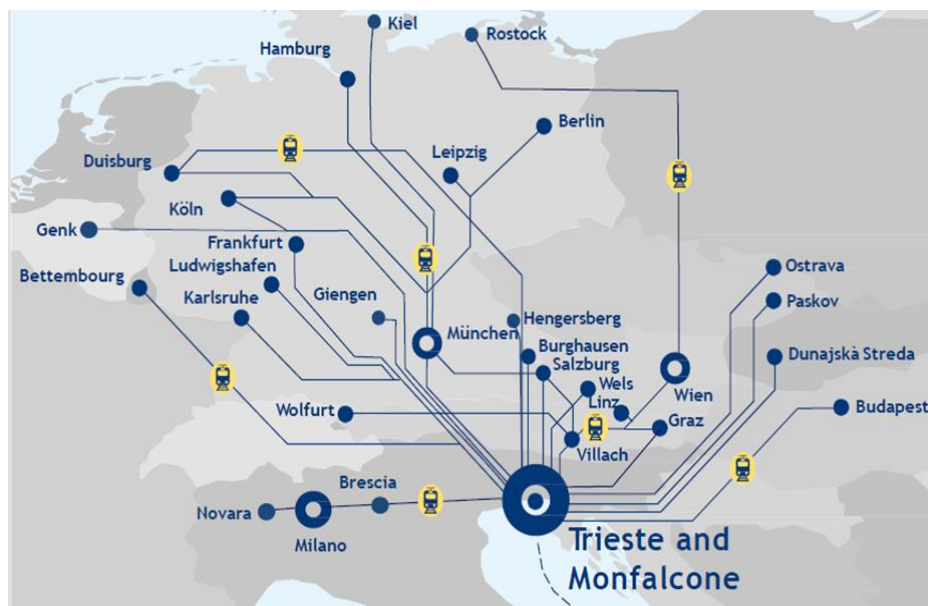 Kiel
Rostock
Hamburg
Berlin
Leipzig
Duisburg
Köln
Genk
Frankfurt
Ludwigshafen
Bettembourg
Karlsruhe
Giengen
Ostrava
Paskov
Hengersberg
München
Burghausen
Salzburg
Dunajskà Streda
Wels
Wien
Linz
Wolfurt
Graz
Budapest
Villach
Brescia
Novara
Milano
Trieste and
Monfalcone